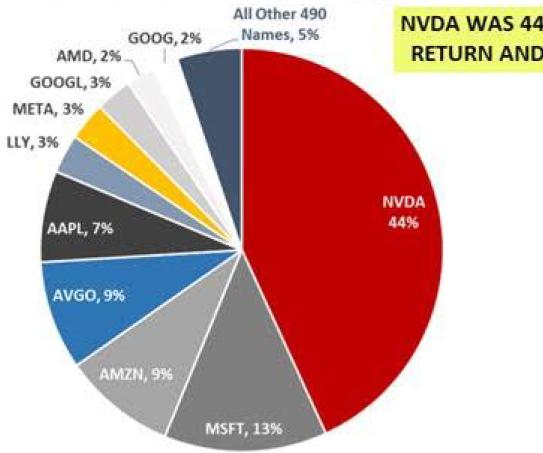 GOOG, 2%
All Other 490
Names, 5%
NVDA WAS 44
RETURN AND
AMD, 2%
GOOGL, 3%
META, 3%
LLY, 3%
AAPL, 7%
AVGO, 9%
AMZN, 9%
MSFT, 13%
NVDA
44%